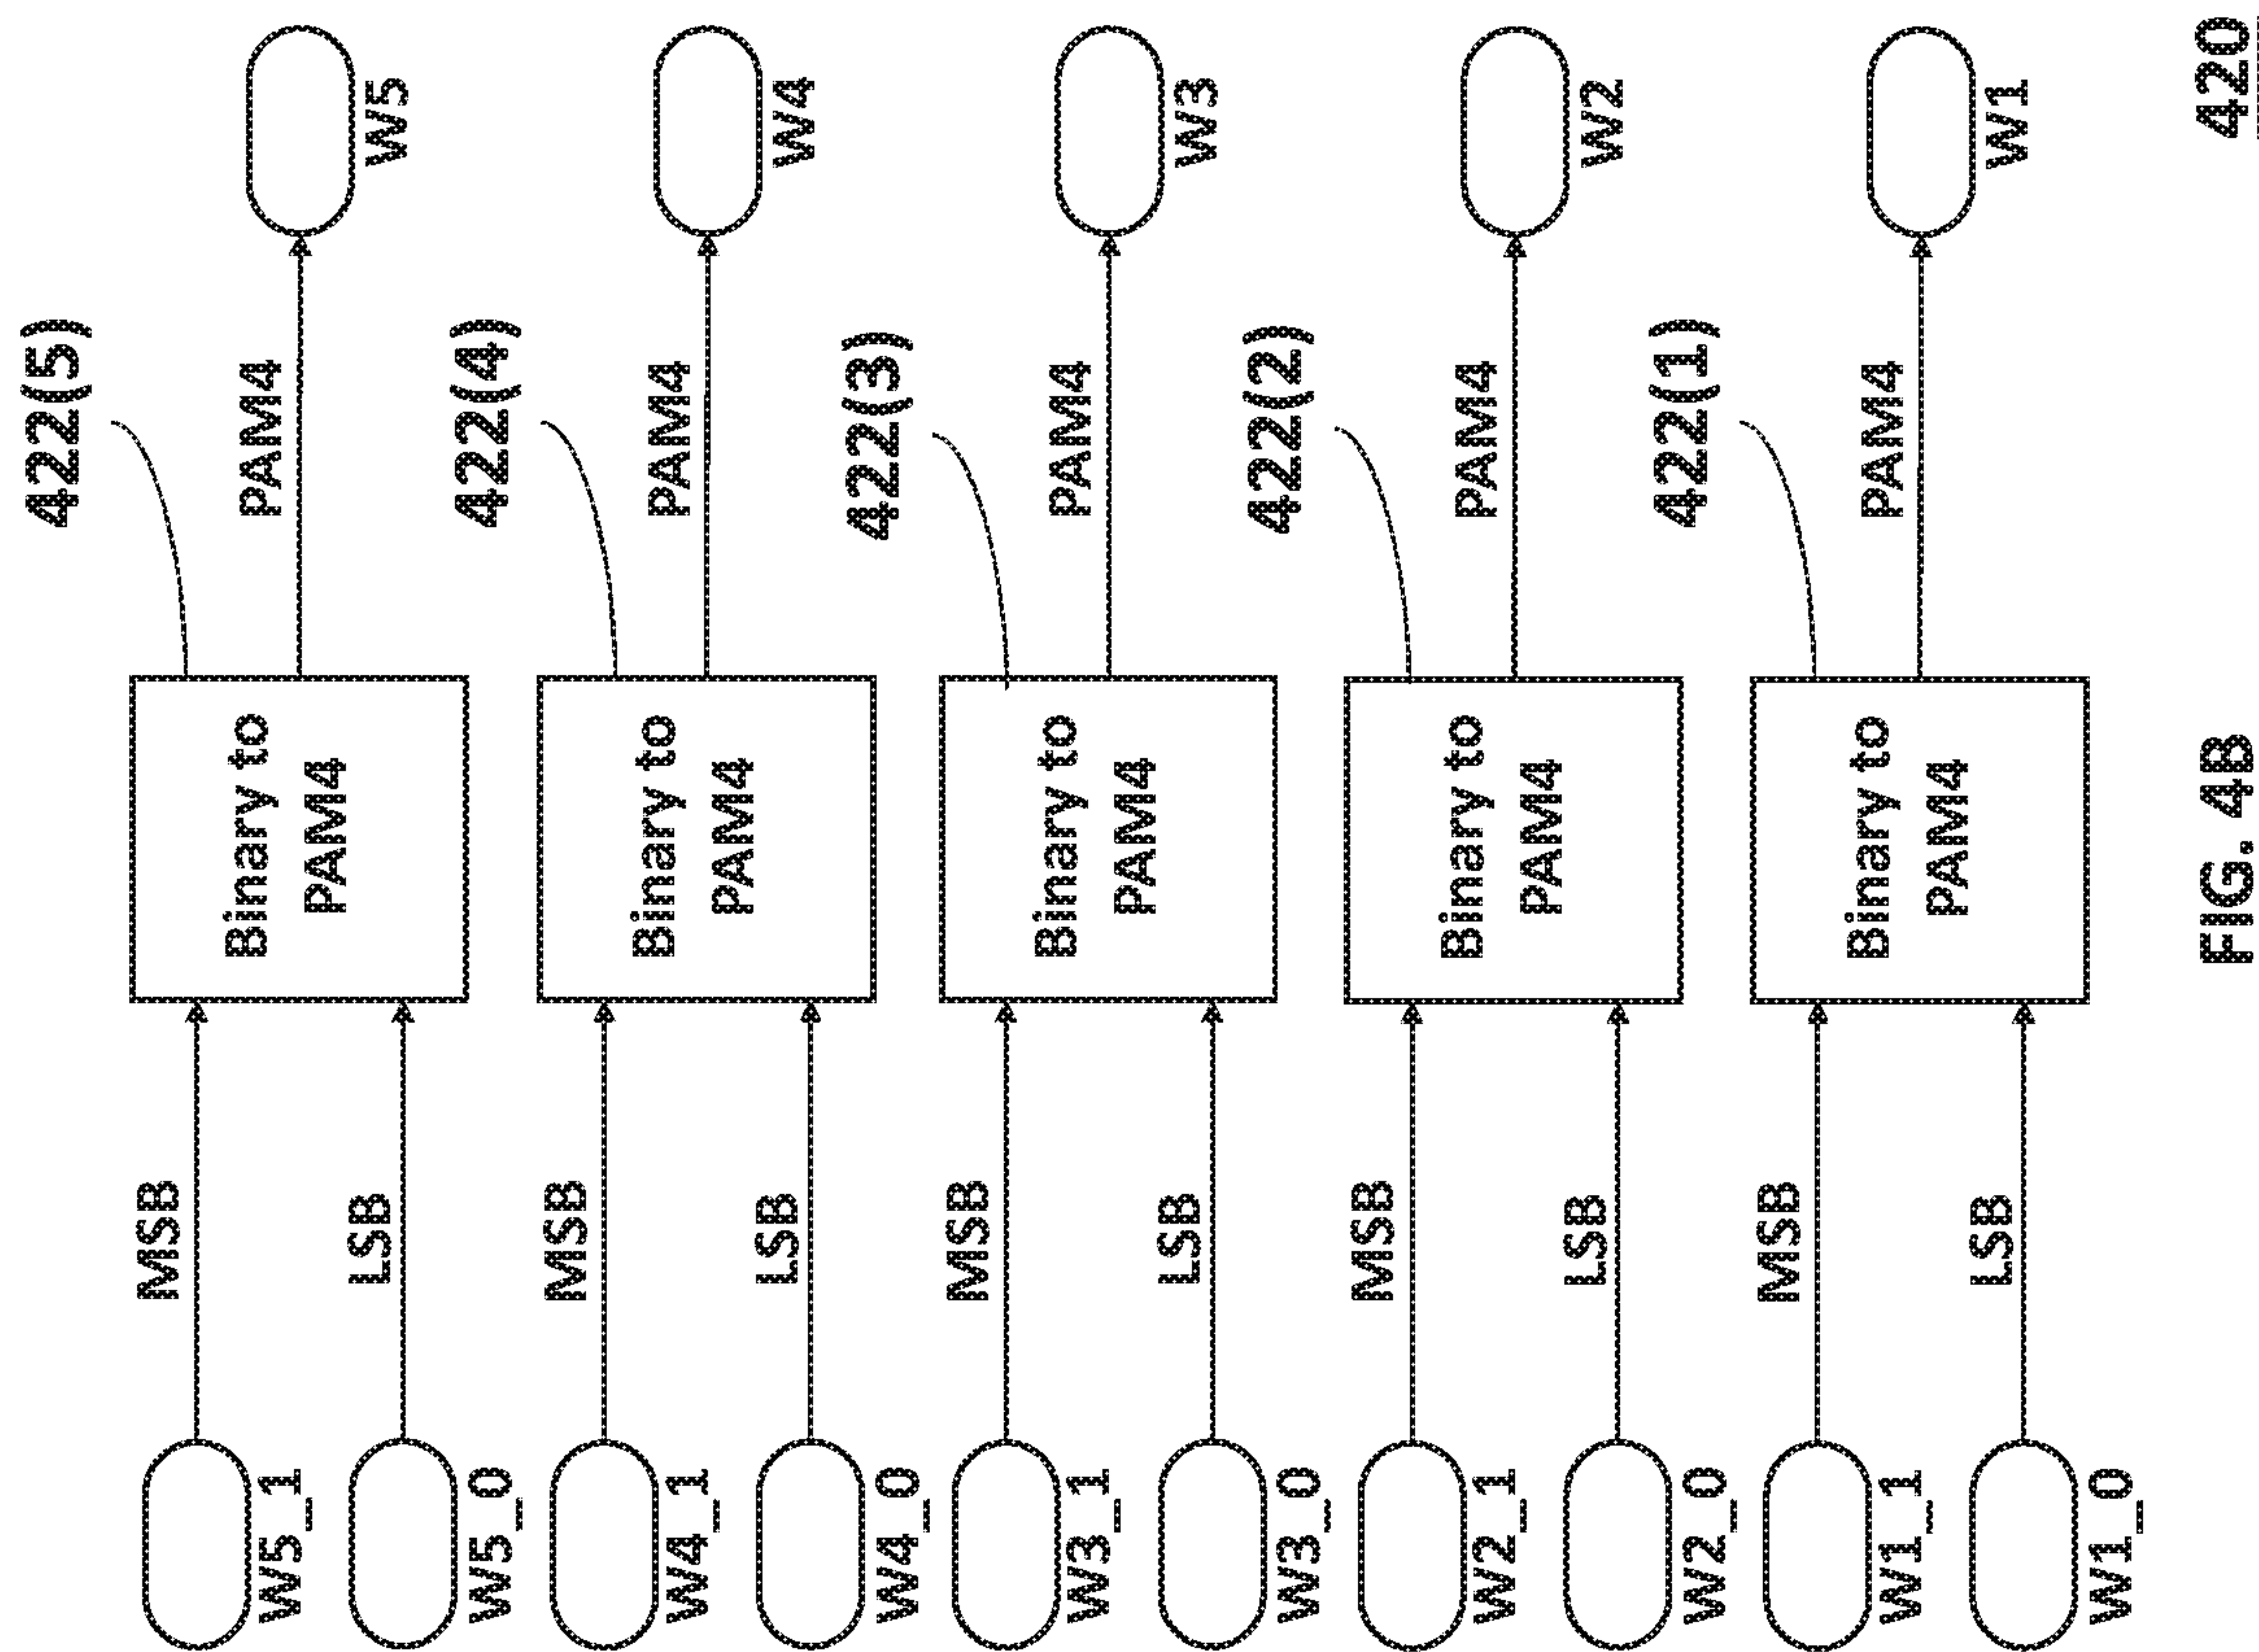 422(5)
MSB
Binary to
PAM4
PAM4
W5_1
LSB
W5
W5_0
422(4)
MSB
Binary to
PAM4
PAM4
W4_1
LSB
W4
W4_0
422(3)
MSB
Binary to
PAM4
PAM4
W3_1
LSB
W3
W3_0
422(2)
MSB
Binary to
PAM4
PAM4
W2_1
LSB
W2
W2_0
422(1)
MSB
Binary to
PAM4
PAM4
W1_1
LSB
W1
W1_0
FIG. 4B
420